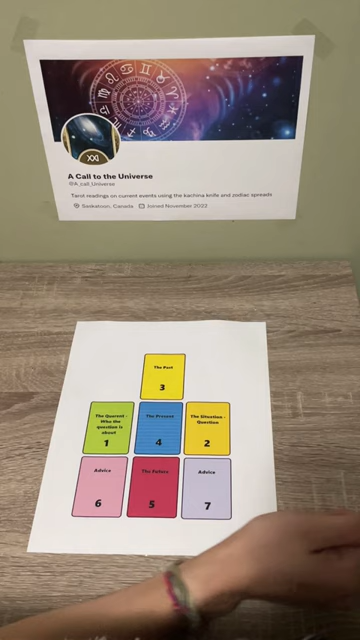 XXI
A Call to the Universe
@A_call_Universe
Tarot readings on current events using the kachina knife and zodiac spreads
Saskatoon, Canada Joined November 2022
The Past
3
The Querent -
Who the
question is
about
1
The Present
4
The Situation -
Question
2
Advice
6
The Future
5
Advice
7